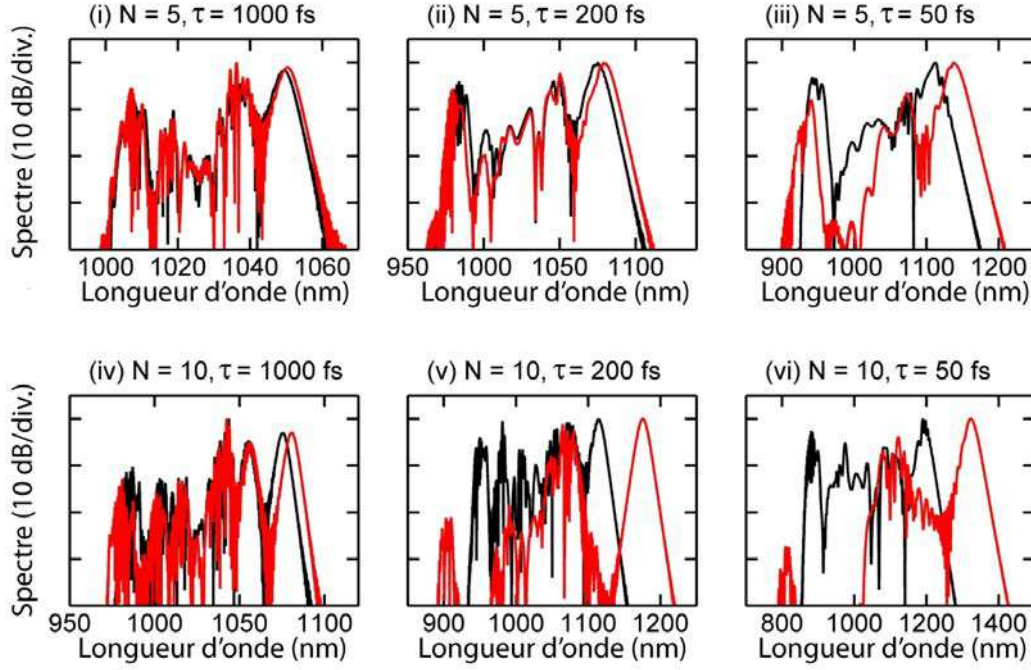 (i) N = 5, τ = 1000 fs
(ii) N = 5, τ = 200 fs
(iii) N = 5, τ = 50 fs
Spectre (10 dB/div.)
1000 1020 1040 1060
950 1000 1050 1100
900 1000 1100 1200
Longueur d'onde (nm)
Longueur d'onde (nm)
Longueur d'onde (nm)
(iv) N = 10, τ = 1000 fs
(v) N = 10, τ = 200 fs
(vi) N = 10, τ = 50 fs
Spectre (10 dB/div.)
950 1000 1050 1100
800 900 1000 1100 1200
800 1000 1200 1400
Longueur d'onde (nm)
Longueur d'onde (nm)
Longueur d'onde (nm)